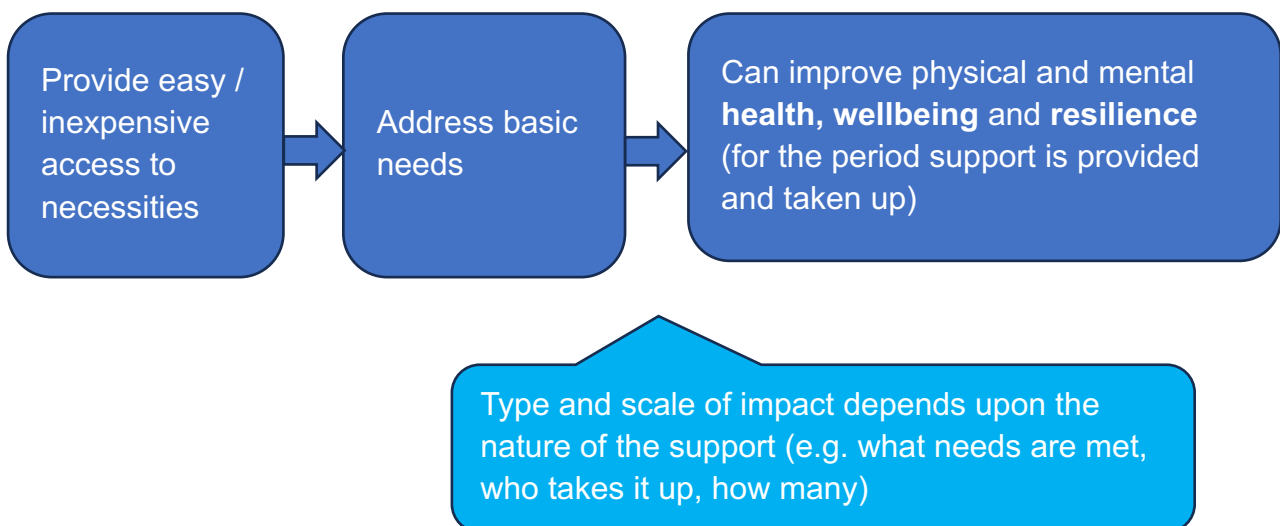 Provide easy /
inexpensive
access to
necessities
Address basic
needs
Can improve physical and mental
health, wellbeing and resilience
(for the period support is provided
and taken up)
Type and scale of impact depends upon the
nature of the support (e.g. what needs are met,
who takes it up, how many)